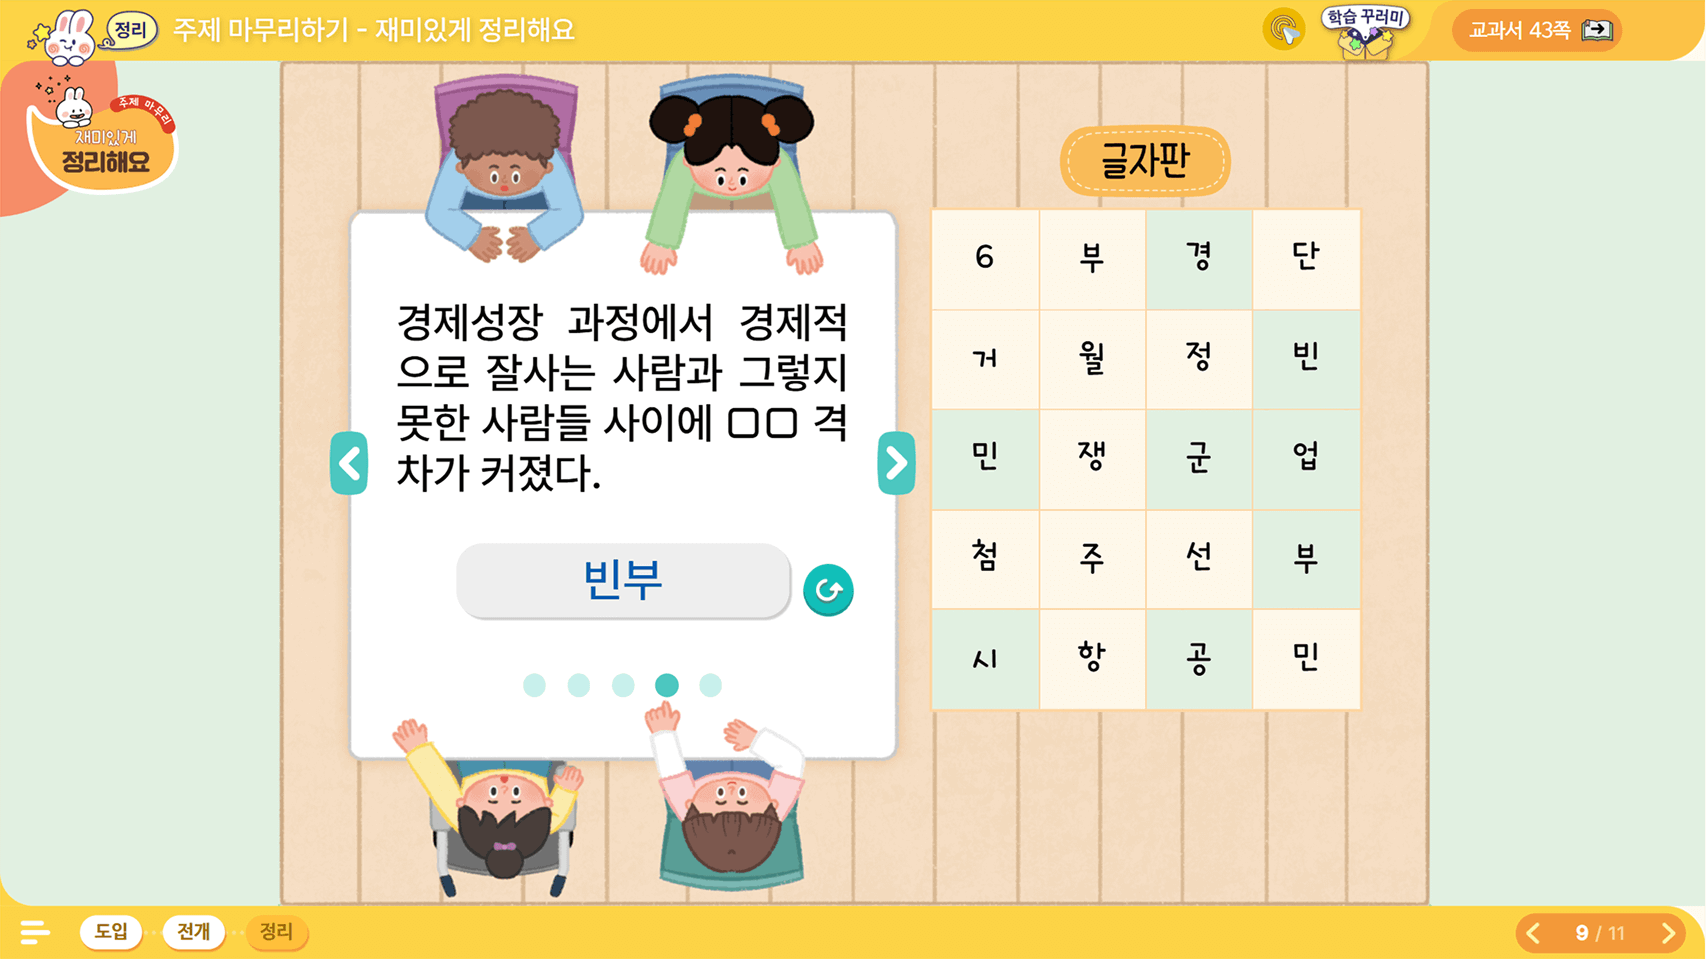 정리
주제 마무리하기 - 재미있게 정리해요
학습 꾸러미
교과서 43쪽
주제 마무리
재미있게
정리해요
글자판
경제성장 과정에서 경제적
으로 잘사는 사람과 그렇지
못한 사람들 사이에 □□ 격
차가 커졌다.
빈부
6 부 경 단
거 월 정 빈
민 쟁 군 업
첨 주 선 부
시 항 공 민
도입 전개 정리
9 / 11